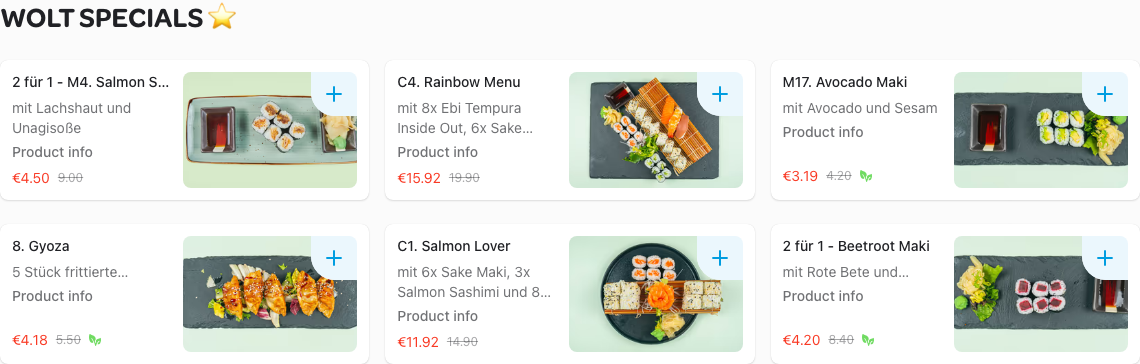 WOLT SPECIALS ⭐
2 für 1 - M4. Salmon S...
mit Lachshaut und
Unagisoße
Product info
€4.50 9.00
C4. Rainbow Menu
mit 8x Ebi Tempura
Inside Out, 6x Sake...
Product info
€15.92 19.90
M17. Avocado Maki
mit Avocado und Sesam
Product info
€3.19 4.20
8. Gyoza
5 Stück frittierte...
Product info
€4.18 5.50
C1. Salmon Lover
mit 6x Sake Maki, 3x
Salmon Sashimi und 8...
Product info
€11.92 14.90
2 für 1 - Beetroot Maki
mit Rote Bete und...
Product info
€4.20 8.40